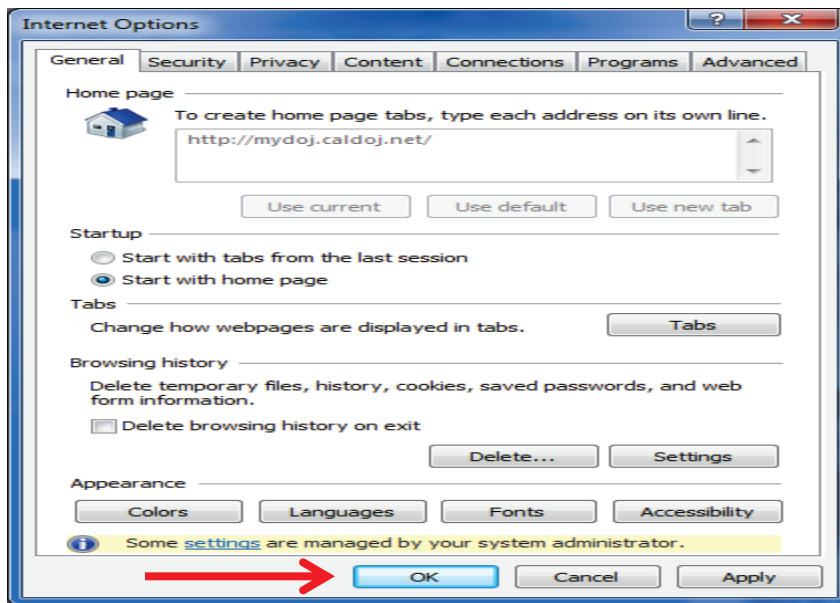 Internet Options
?
General Security Privacy Content Connections Programs Advanced
Home page
To create home page tabs, type each address on its own line.
http://mydoj.caldoj.net/
Use current Use default Use new tab
Startup
Start with tabs from the last session
Start with home page
Tabs
Change how webpages are displayed in tabs. Tabs
Browsing history
Delete temporary files, history, cookies, saved passwords, and web
form information.
Delete browsing history on exit
Delete... Settings
Appearance
Colors Languages Fonts Accessibility
Some settings are managed by your system administrator.
OK Cancel Apply